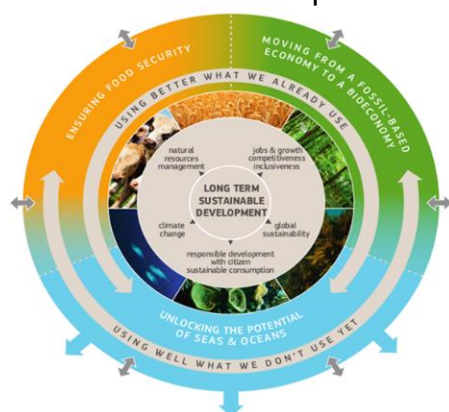 ENSURING FOOD SECURITY
MOVING FROM A FOSSIL-BASED
ECONOMY TO A BIOECONOMY
USING BETTER WHAT WE ALREADY USE
natural
resources
management
jobs & growth
competitiveness
inclusiveness
LONG TERM
SUSTAINABLE
DEVELOPMENT
climate
change
global
sustainability
responsible development
with citizen
sustainable consumption
UNLOCKING THE POTENTIAL
OF SEAS & OCEANS
USING WELL WHAT WE DON'T USE YET